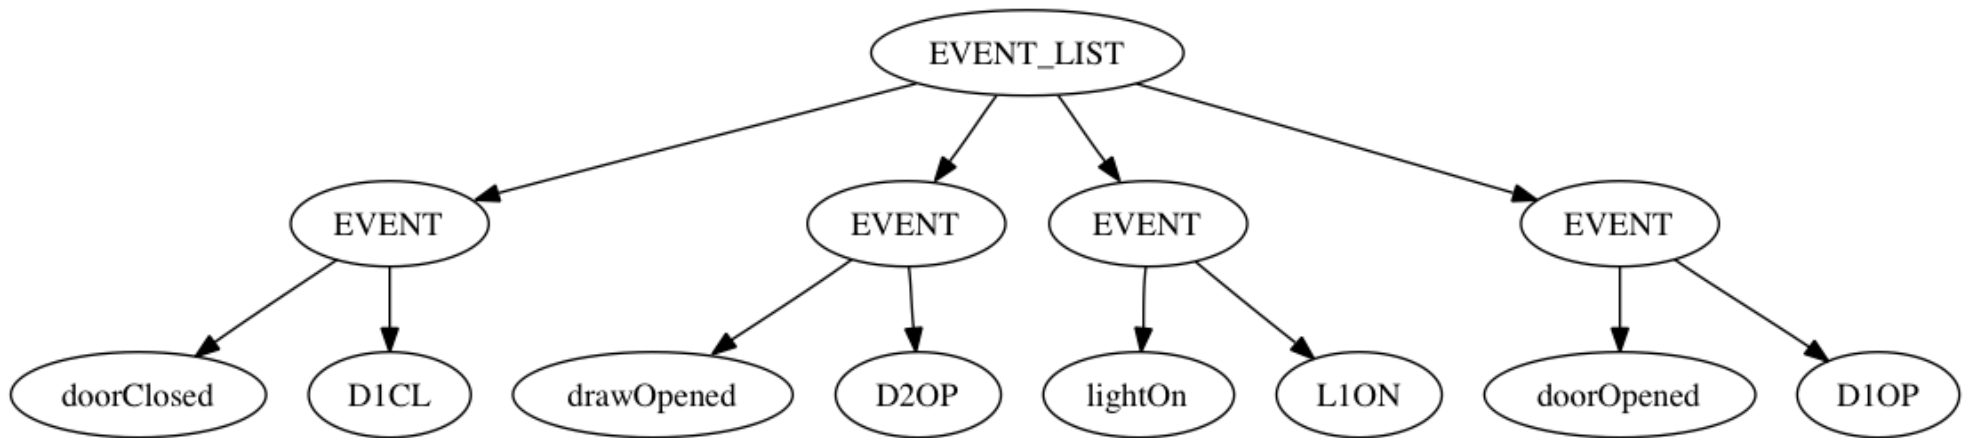 EVENT_LIST
EVENT
EVENT
EVENT
EVENT
doorClosed
D1CL
drawOpened
D2OP
lightOn
L1ON
doorOpened
D1OP